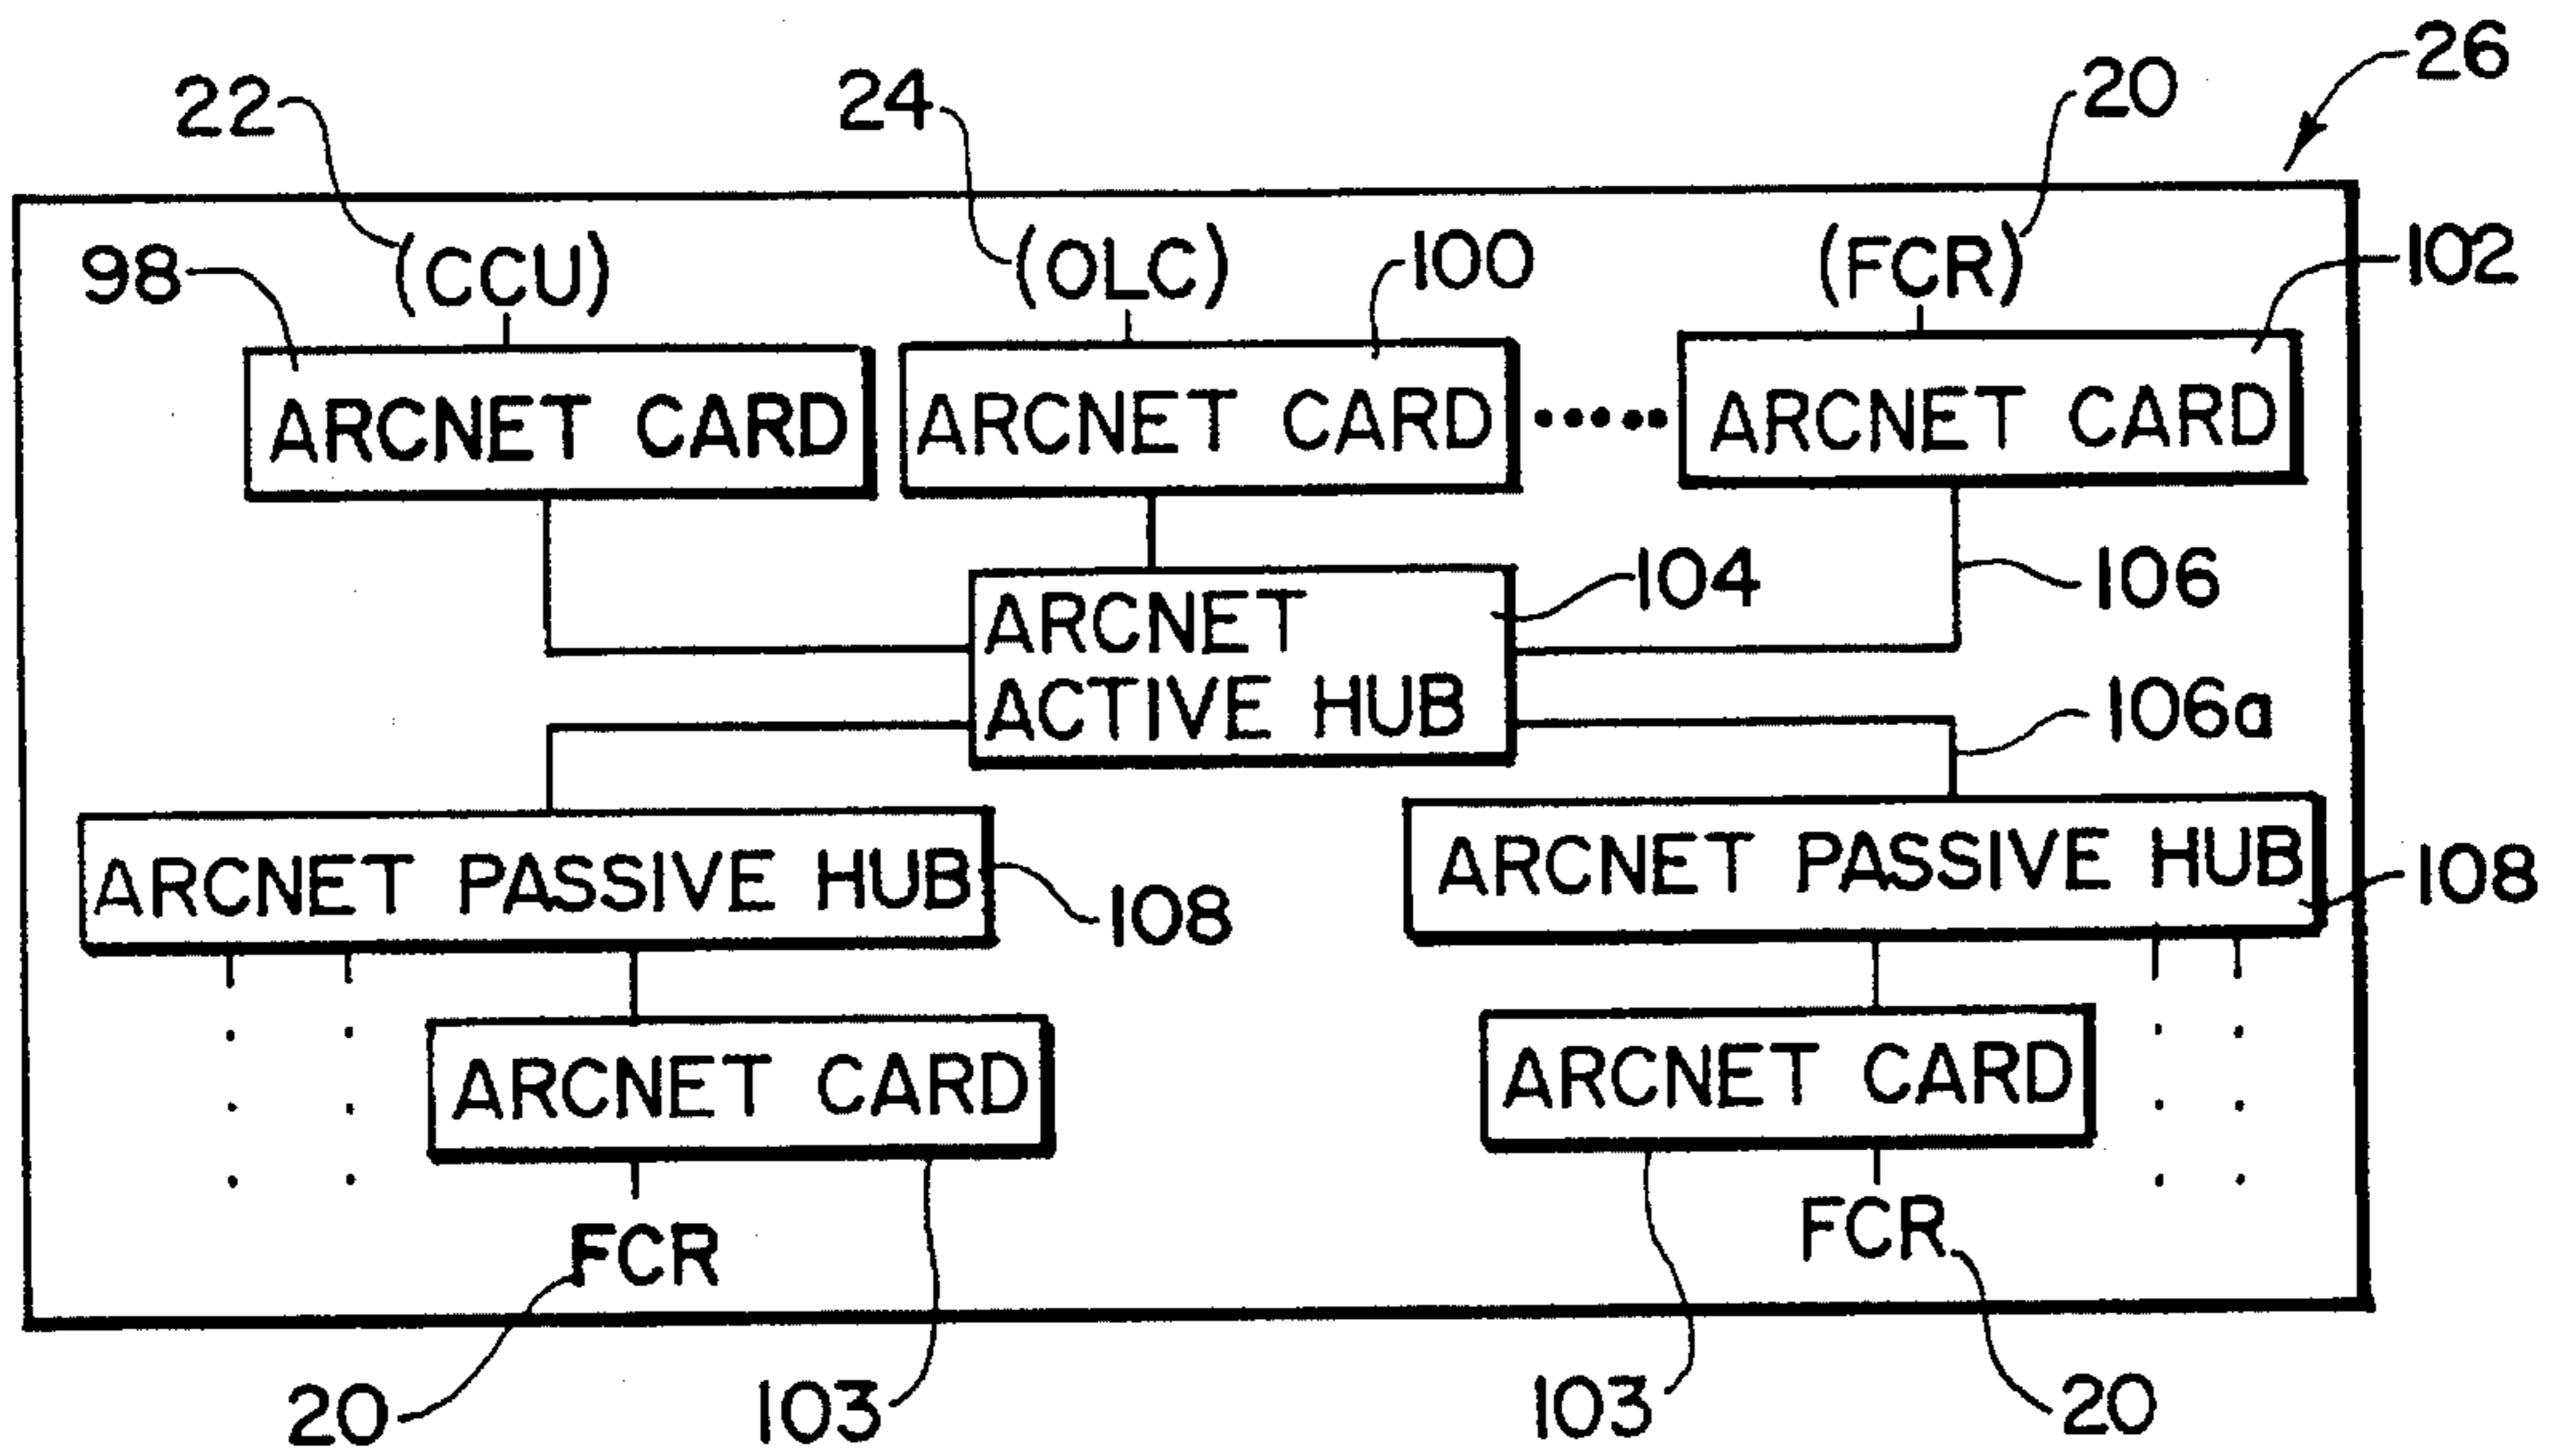 26
22
24
20
98
(CCU)
(OLC)
100
(FCR)
102
ARCNET CARD
ARCNET CARD
ARCNET CARD
104
106
ARCNET
ACTIVE HUB
106a
ARCNET PASSIVE HUB
108
ARCNET PASSIVE HUB
108
ARCNET CARD
ARCNET CARD
FCR
FCR
20
103
103
20